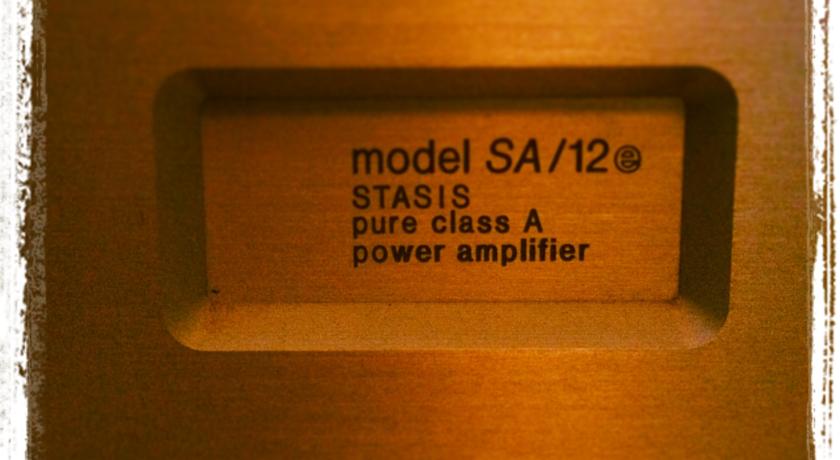 model SA/12ⓔ
STASIS
pure class A
power amplifier